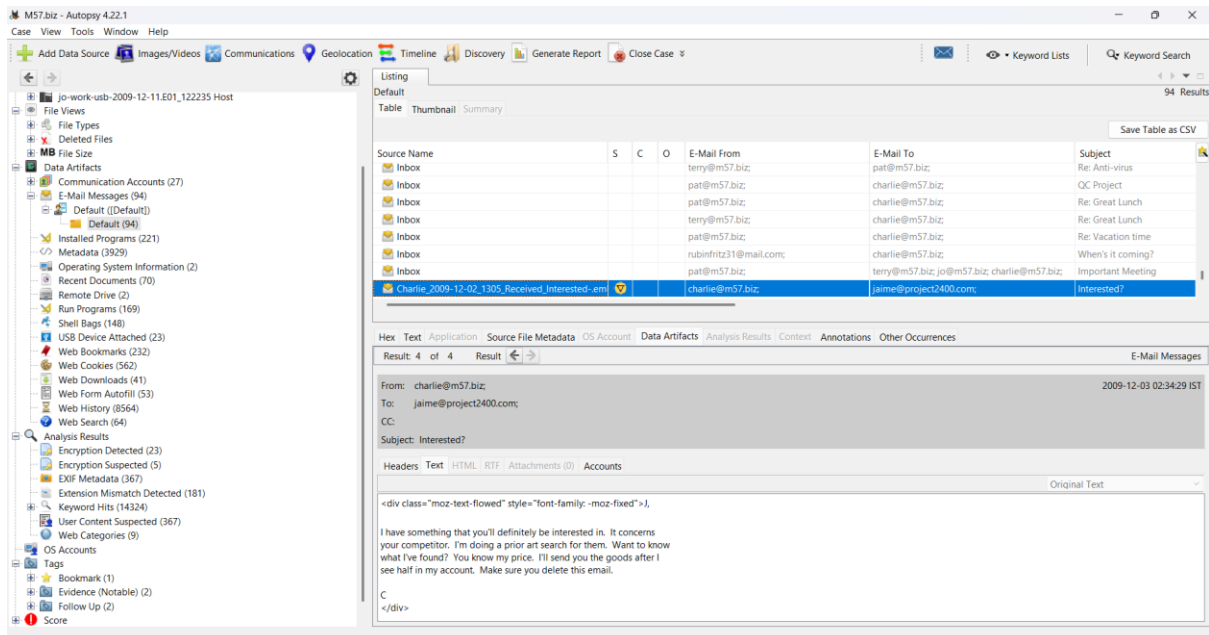 M57.biz - Autopsy 4.22.1
Case View Tools Window Help
Add Data Source Images/Videos Communications Geolocation Timeline Discovery Generate Report Close Case Keyword Lists Keyword Search
jo-work-usb-2009-12-11.E01_122235 Host
File Views
File Types
Deleted Files
MB File Size
Data Artifacts
Communication Accounts (27)
E-Mail Messages (94)
Default ([Default])
Default (94)
Installed Programs (221)
Metadata (3929)
Operating System Information (2)
Recent Documents (70)
Remote Drive (2)
Run Programs (169)
Shell Bags (148)
USB Device Attached (23)
Web Bookmarks (232)
Web Cookies (562)
Web Downloads (41)
Web Form Autofill (53)
Web History (8564)
Web Search (64)
Analysis Results
Encryption Detected (23)
Encryption Suspected (5)
EXIF Metadata (367)
Extension Mismatch Detected (181)
Keyword Hits (14324)
User Content Suspected (367)
Web Categories (9)
OS Accounts
Tags
Bookmark (1)
Evidence (Notable) (2)
Follow Up (2)
Score
Listing
Default 94 Results
Table Thumbnail Summary
Save Table as CSV
Source Name S C O E-Mail From E-Mail To Subject
Inbox terry@m57.biz; pat@m57.biz; Re: Anti-virus
Inbox pat@m57.biz; charlie@m57.biz; QC Project
Inbox pat@m57.biz; charlie@m57.biz; Re: Great Lunch
Inbox terry@m57.biz; charlie@m57.biz; Re: Great Lunch
Inbox pat@m57.biz; charlie@m57.biz; Re: Vacation time
Inbox rubinfritz31@mail.com; charlie@m57.biz; When's it coming?
Inbox pat@m57.biz; terry@m57.biz; jo@m57.biz; charlie@m57.biz; Important Meeting
Charlie_2009-12-02_1305_Received_Interested-.em charlie@m57.biz; jaime@project2400.com; Interested?
Hex Text Application Source File Metadata OS Account Data Artifacts Analysis Results Context Annotations Other Occurrences
Result: 4 of 4 Result E-Mail Messages
From: charlie@m57.biz; 2009-12-03 02:34:29 IST
To: jaime@project2400.com;
CC:
Subject: Interested?
Headers Text HTML RTF Attachments (0) Accounts
Original Text
<div class="moz-text-flowed" style="font-family: -moz-fixed">J,
I have something that you'll definitely be interested in. It concerns
your competitor. I'm doing a prior art search for them. Want to know
what I've found? You know my price. I'll send you the goods after I
see half in my account. Make sure you delete this email.
C
</div>